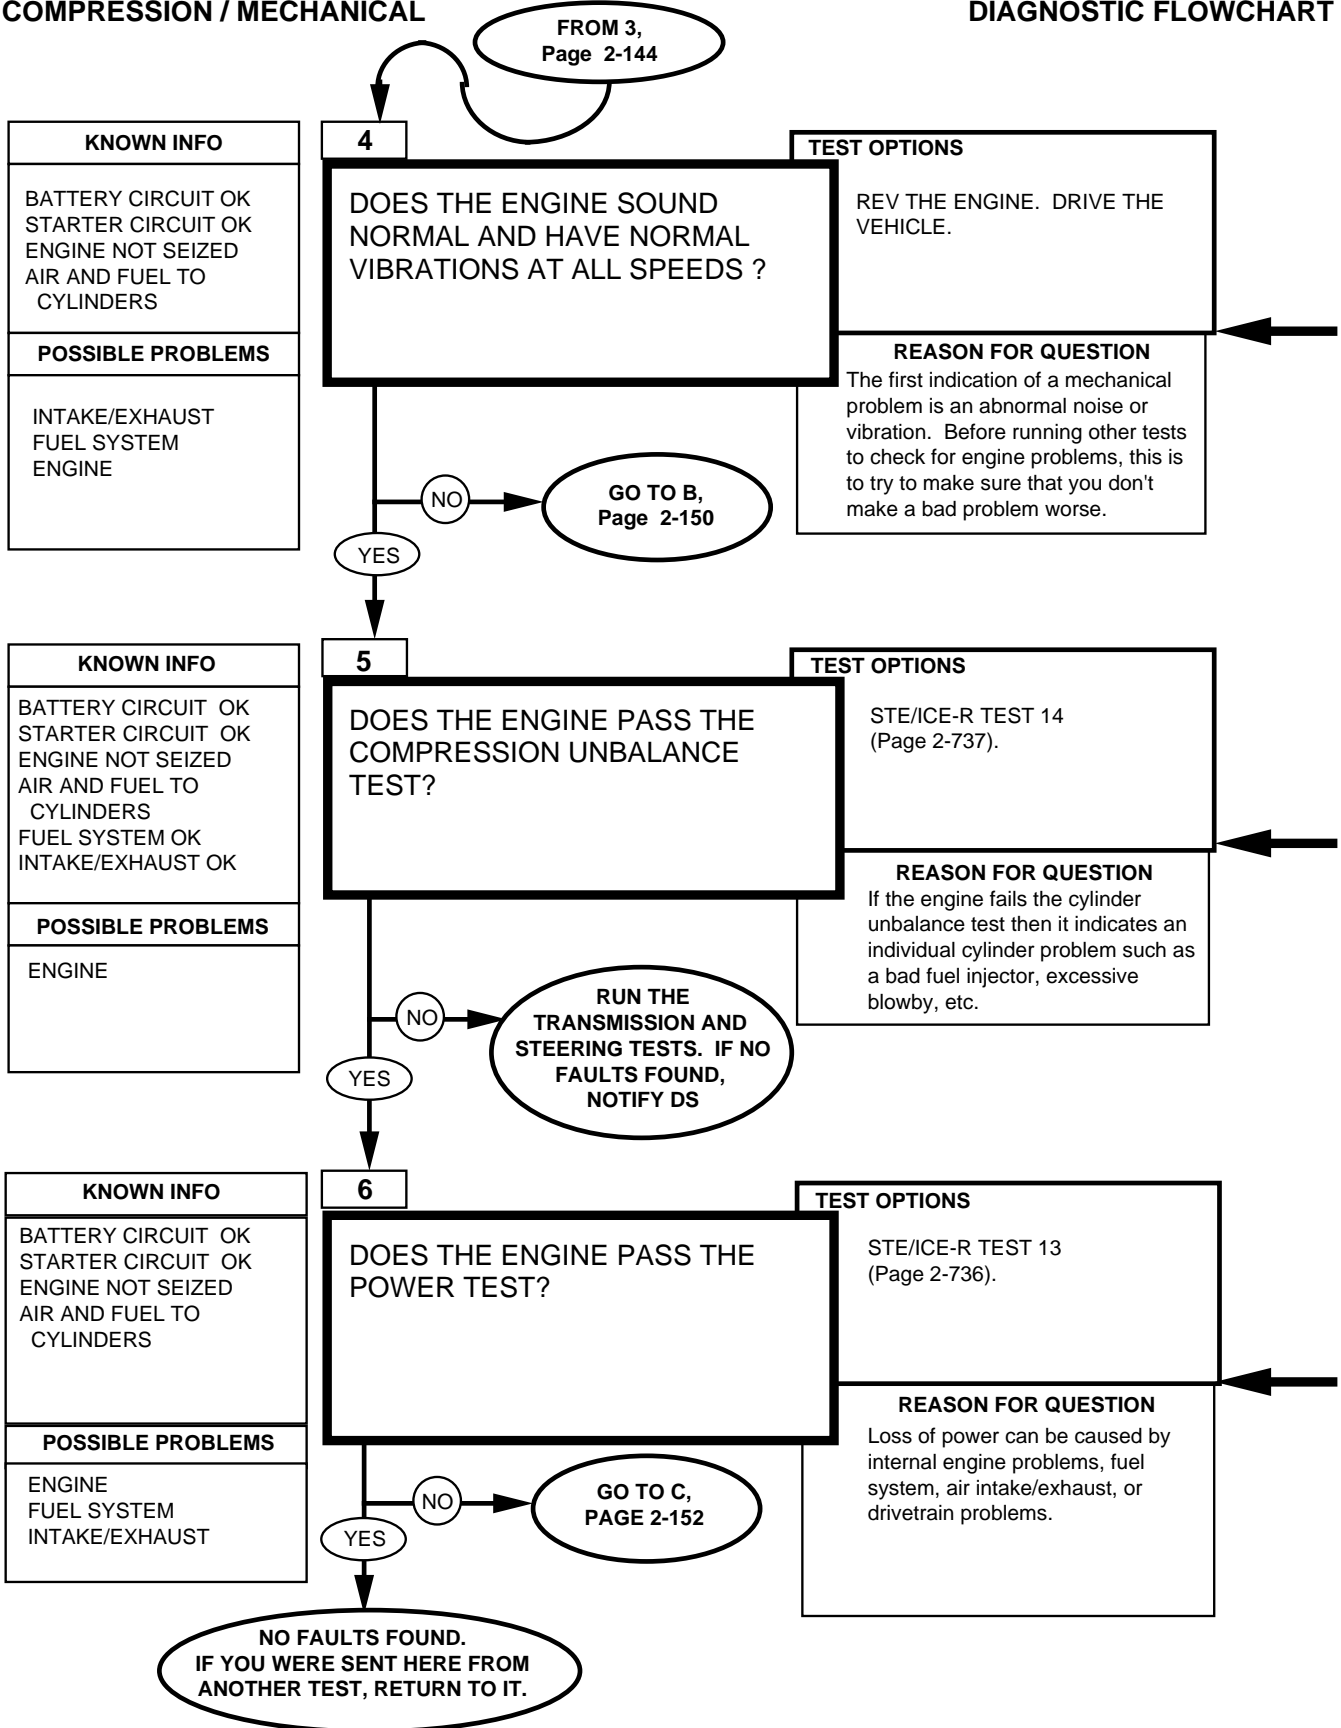 COMPRESSION / MECHANICAL
DIAGNOSTIC FLOWCHART
FROM 3,
Page 2-144
KNOWN INFO
BATTERY CIRCUIT OK
STARTER CIRCUIT OK
ENGINE NOT SEIZED
AIR AND FUEL TO
CYLINDERS
POSSIBLE PROBLEMS
INTAKE/EXHAUST
FUEL SYSTEM
ENGINE
4
DOES THE ENGINE SOUND
NORMAL AND HAVE NORMAL
VIBRATIONS AT ALL SPEEDS ?
TEST OPTIONS
REV THE ENGINE. DRIVE THE
VEHICLE.
REASON FOR QUESTION
The first indication of a mechanical
problem is an abnormal noise or
vibration. Before running other tests
to check for engine problems, this is
to try to make sure that you don't
make a bad problem worse.
NO
GO TO B,
Page 2-150
YES
KNOWN INFO
BATTERY CIRCUIT OK
STARTER CIRCUIT OK
ENGINE NOT SEIZED
AIR AND FUEL TO
CYLINDERS
FUEL SYSTEM OK
INTAKE/EXHAUST OK
POSSIBLE PROBLEMS
ENGINE
5
DOES THE ENGINE PASS THE
COMPRESSION UNBALANCE
TEST?
TEST OPTIONS
STE/ICE-R TEST 14
(Page 2-737).
REASON FOR QUESTION
If the engine fails the cylinder
unbalance test then it indicates an
individual cylinder problem such as
a bad fuel injector, excessive
blowby, etc.
NO
RUN THE
TRANSMISSION AND
STEERING TESTS. IF NO
FAULTS FOUND,
NOTIFY DS
YES
KNOWN INFO
BATTERY CIRCUIT OK
STARTER CIRCUIT OK
ENGINE NOT SEIZED
AIR AND FUEL TO
CYLINDERS
POSSIBLE PROBLEMS
ENGINE
FUEL SYSTEM
INTAKE/EXHAUST
6
DOES THE ENGINE PASS THE
POWER TEST?
TEST OPTIONS
STE/ICE-R TEST 13
(Page 2-736).
REASON FOR QUESTION
Loss of power can be caused by
internal engine problems, fuel
system, air intake/exhaust, or
drivetrain problems.
NO
GO TO C,
PAGE 2-152
YES
NO FAULTS FOUND.
IF YOU WERE SENT HERE FROM
ANOTHER TEST, RETURN TO IT.